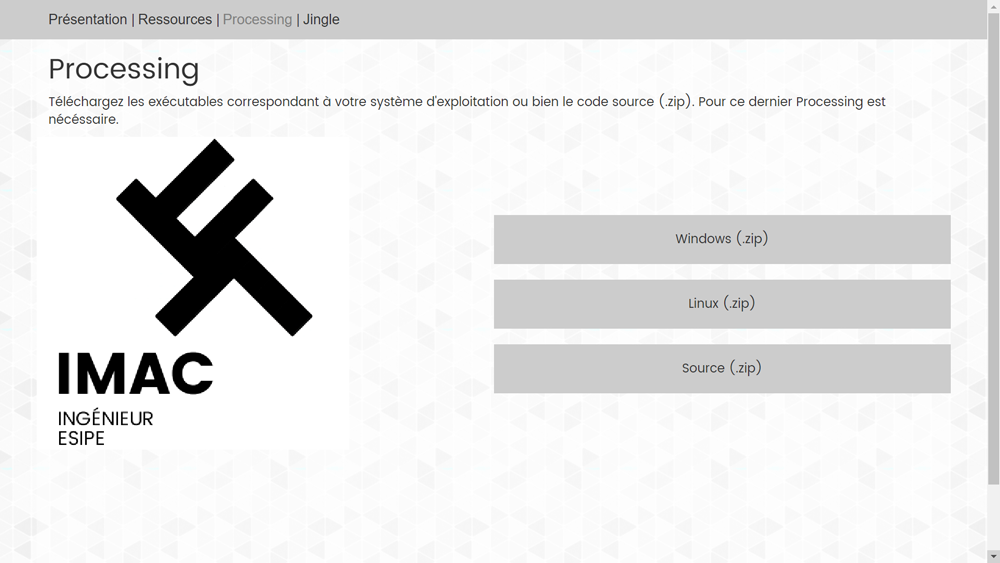 Présentation | Ressources | Processing | Jingle
Processing
Téléchargez les exécutables correspondant à votre système d'exploitation ou bien le code source (.zip). Pour ce dernier Processing est
nécéssaire.
IMAC
INGÉNIEUR
ESIPE
Windows (.zip)
Linux (.zip)
Source (.zip)